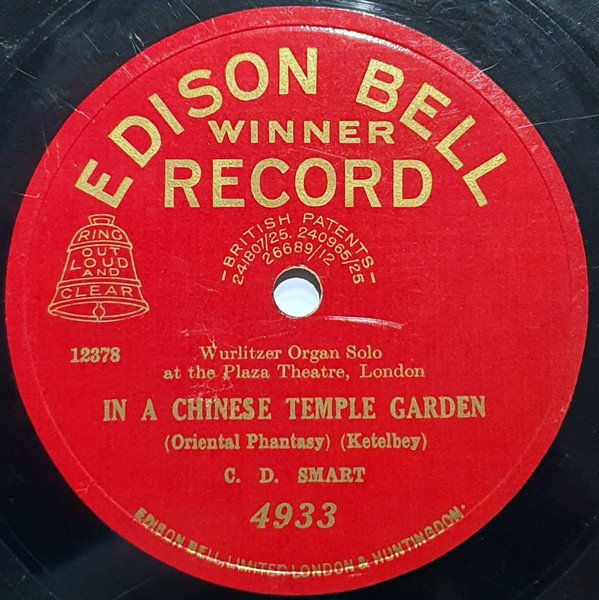 EDISON BELL
WINNER
RECORD
-BRITISH PATENTS-
241807/25. 240965/25
26689/12
RING
OUT
LOUD
AND
CLEAR
12378
Wurlitzer Organ Solo
at the Plaza Theatre, London
IN A CHINESE TEMPLE GARDEN
(Oriental Phantasy) (Ketelbey)
C. D. SMART
4933
EDISON BELL, LIMITED LONDON & HUNTINGDON.